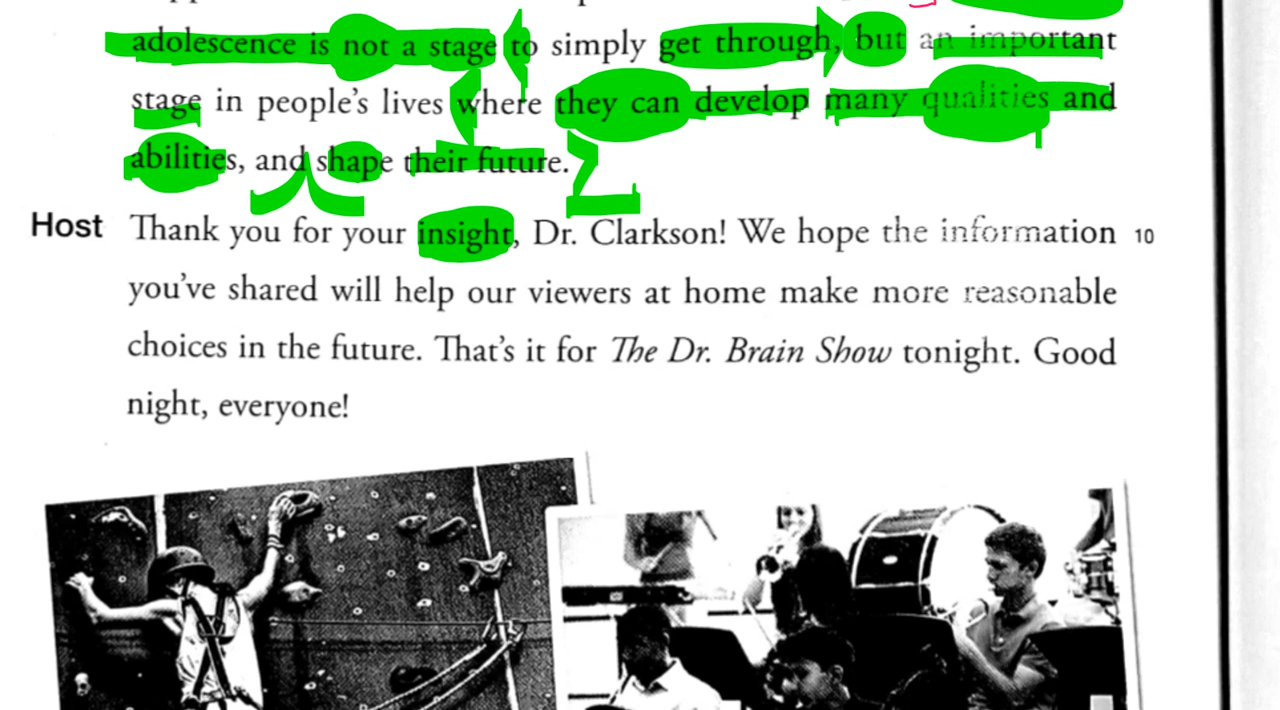 adolescence is not a stage to simply get through, but an important
stage in people's lives where they can develop many qualities and
abilities, and shape their future.
Host Thank you for your insight, Dr. Clarkson! We hope the information 10
you've shared will help our viewers at home make more reasonable
choices in the future. That's it for The Dr. Brain Show tonight. Good
night, everyone!